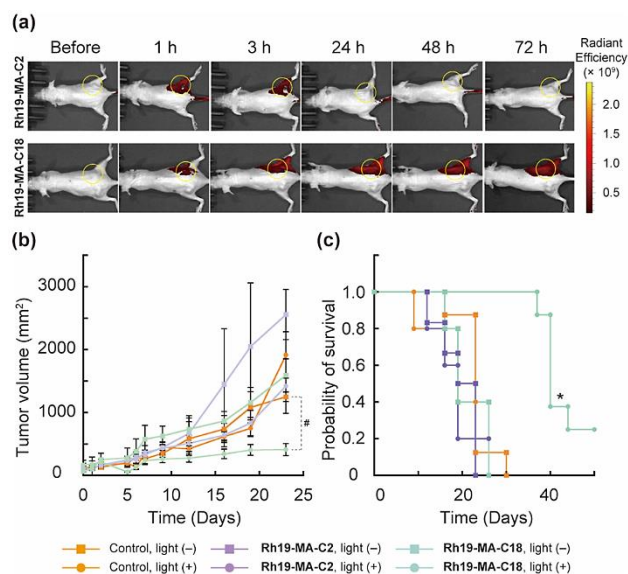 (a)
Before 1 h 3 h 24 h 48 h 72 h
Radiant
Efficiency
(× 10⁹)
Rh19-MA-C2
Rh19-MA-C18
2.0
1.5
1.0
0.5
(b)
Tumor volume (mm²)
3000
2000
1000
0
0 5 10 15 20 25
Time (Days)
#
(c)
Probability of survival
1.0
0.8
0.6
0.4
0.2
0
0 20 40
Time (Days)
*
Control, light (–) Rh19-MA-C2, light (–) Rh19-MA-C18, light (–)
Control, light (+) Rh19-MA-C2, light (+) Rh19-MA-C18, light (+)